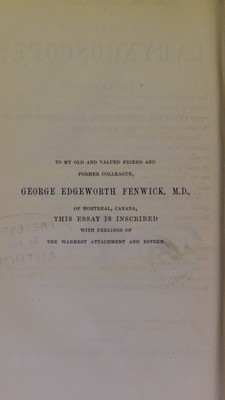 TO MY OLD AND VALUED FRIEND AND
FORMER COLLEAGUE,
GEORGE EDGEWORTH FENWICK, M.D.,
OF MONTREAL, CANADA,
THIS ESSAY IS INSCRIBED
WITH FEELINGS OF
THE WARMEST ATTACHMENT AND ESTEEM.